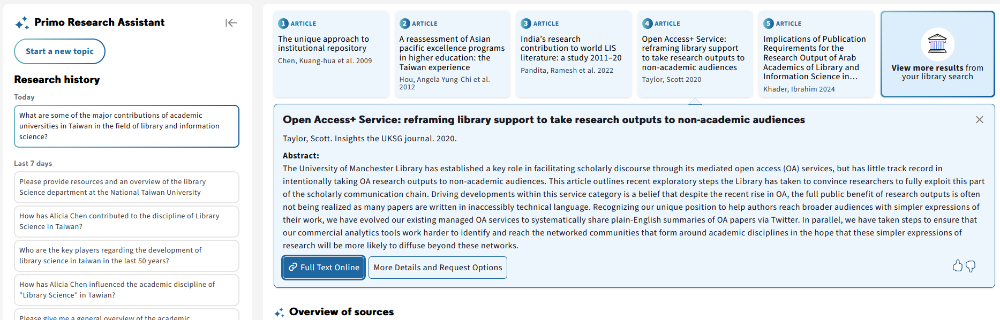 Primo Research Assistant
Start a new topic
Research history
Today
What are some of the major contributions of academic
universities in Taiwan in the field of library and information
science?
Last 7 days
Please provide resources and an overview of the library
Science department at the National Taiwan University
How has Alicia Chen contributed to the discipline of Library
Science in Taiwan?
Who are the key players regarding the development of
library science in taiwan in the last 50 years?
How has Alicia Chen influenced the academic discipline of
"Library Science" in Tawian?
Please give me a general overview of the academic
1 ARTICLE
The unique approach to
institutional repository
Chen, Kuang-hua et al. 2009
2 ARTICLE
A reassessment of Asian
pacific excellence programs
in higher education: the
Taiwan experience
Hou, Angela Yung-Chi et al.
2012
3 ARTICLE
India's research
contribution to world LIS
literature: a study 2011–20
Pandita, Ramesh et al. 2022
4 ARTICLE
Open Access+ Service:
reframing library support
to take research outputs to
non-academic audiences
Taylor, Scott 2020
5 ARTICLE
Implications of Publication
Requirements for the
Research Output of Arab
Academics of Library and
Information Science in...
Khader, Ibrahim 2024
View more results from
your library search
Open Access+ Service: reframing library support to take research outputs to non-academic audiences
Taylor, Scott. Insights the UKSG journal. 2020.
Abstract:
The University of Manchester Library has established a key role in facilitating scholarly discourse through its mediated open access (OA) services, but has little track record in
intentionally taking OA research outputs to non-academic audiences. This article outlines recent exploratory steps the Library has taken to convince researchers to fully exploit this part
of the scholarly communication chain. Driving developments within this service category is a belief that despite the recent rise in OA, the full public benefit of research outputs is often
not being realized as many papers are written in inaccessibly technical language. Recognizing our unique position to help authors reach broader audiences with simpler expressions of
their work, we have evolved our existing managed OA services to systematically share plain-English summaries of OA papers via Twitter. In parallel, we have taken steps to ensure that
our commercial analytics tools work harder to identify and reach the networked communities that form around academic disciplines in the hope that these simpler expressions of
research will be more likely to diffuse beyond these networks.
Full Text Online
More Details and Request Options
Overview of sources